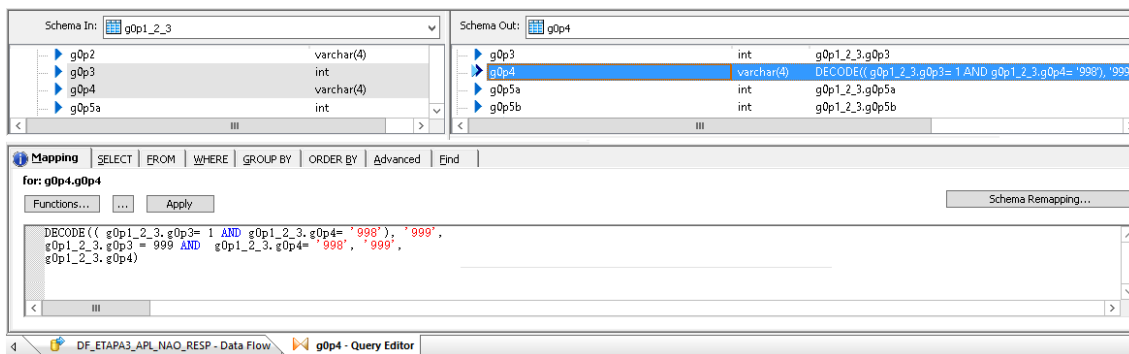 Schema In: g0p1_2_3
Schema Out: g0p4
g0p2 varchar(4)
g0p3 int
g0p4 varchar(4)
g0p5a int
g0p3 int g0p1_2_3.g0p3
g0p4 varchar(4) DECODE(( g0p1_2_3.g0p3= 1 AND g0p1_2_3.g0p4= '998'), '999
g0p5a int g0p1_2_3.g0p5a
g0p5b int g0p1_2_3.g0p5b
Mapping SELECT FROM WHERE GROUP BY ORDER BY Advanced Find
for: g0p4.g0p4
Functions... ... Apply Schema Remapping...
DECODE(( g0p1_2_3.g0p3= 1 AND g0p1_2_3.g0p4= '998'), '999',
g0p1_2_3.g0p3 = 999 AND  g0p1_2_3.g0p4= '998', '999',
g0p1_2_3.g0p4)
DF_ETAPA3_APL_NAO_RESP - Data Flow g0p4 - Query Editor